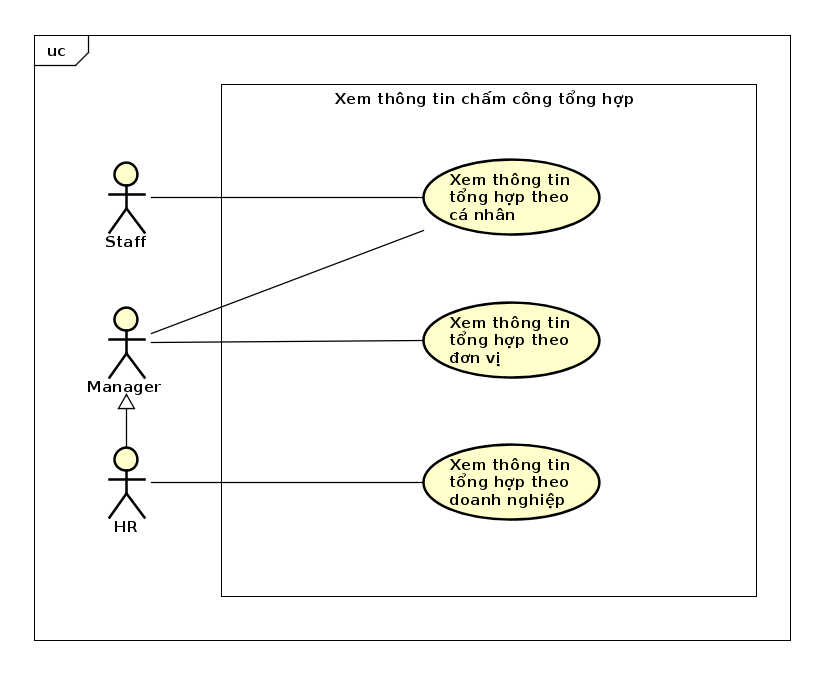 uc
Xem thông tin chấm công tổng hợp
Xem thông tin
tổng hợp theo
cá nhân
Staff
Xem thông tin
tổng hợp theo
đơn vị
Manager
Xem thông tin
tổng hợp theo
doanh nghiệp
HR